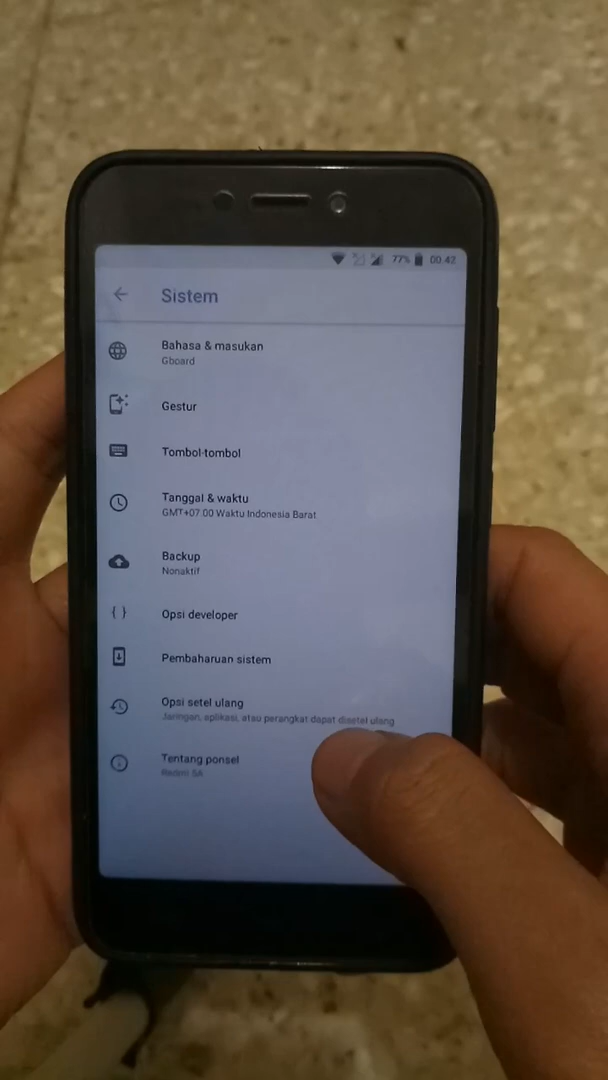 77% 00.42
Sistem
Bahasa & masukan
Gboard
Gestur
Tombol-tombol
Tanggal & waktu
GMT+07.00 Waktu Indonesia Barat
Backup
Nonaktif
Opsi developer
Pembaharuan sistem
Opsi setel ulang
Jaringan, aplikasi, atau perangkat dapat disetel ulang
Tentang ponsel
Redmi 5A